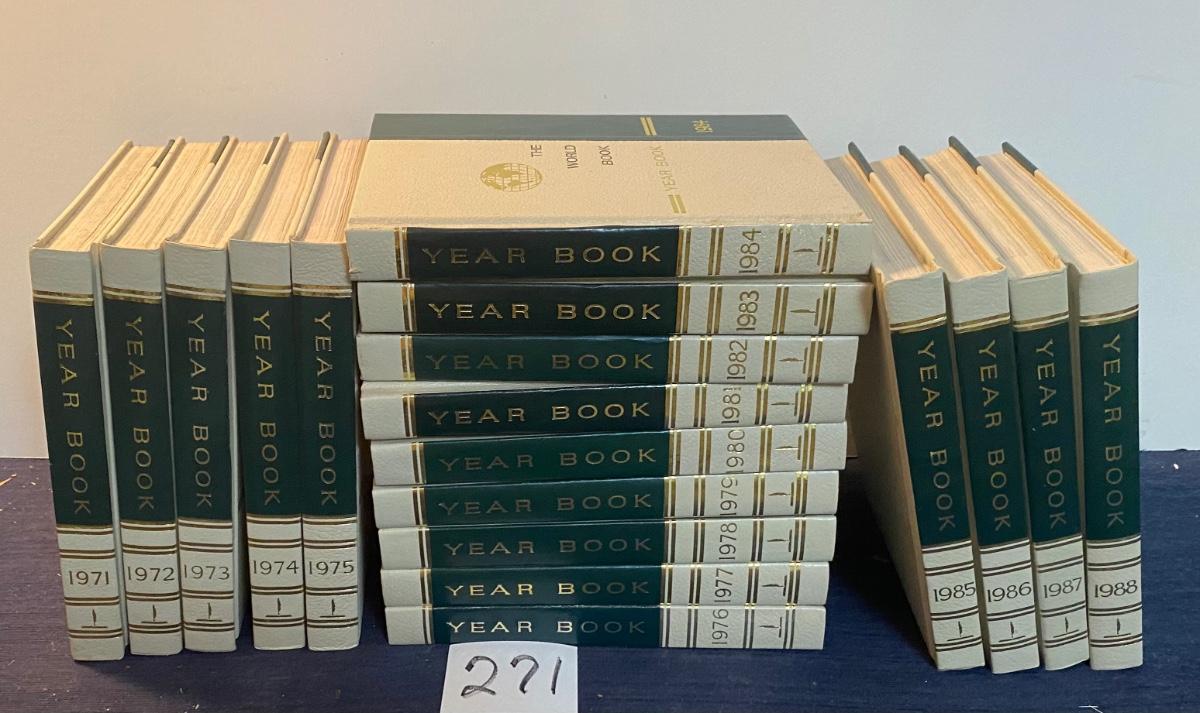 YEAR BOOK
1971
YEAR BOOK
1972
YEAR BOOK
1973
YEAR BOOK
1974
YEAR BOOK
1975
THE
WORLD
BOOK
YEAR BOOK
1984
YEAR BOOK 1984
YEAR BOOK 1983
YEAR BOOK 1982
YEAR BOOK 1981
YEAR BOOK 1980
YEAR BOOK 1979
YEAR BOOK 1978
YEAR BOOK 1977
YEAR BOOK 1976
YEAR BOOK
1985
YEAR BOOK
1986
YEAR BOOK
1987
YEAR BOOK
1988
271